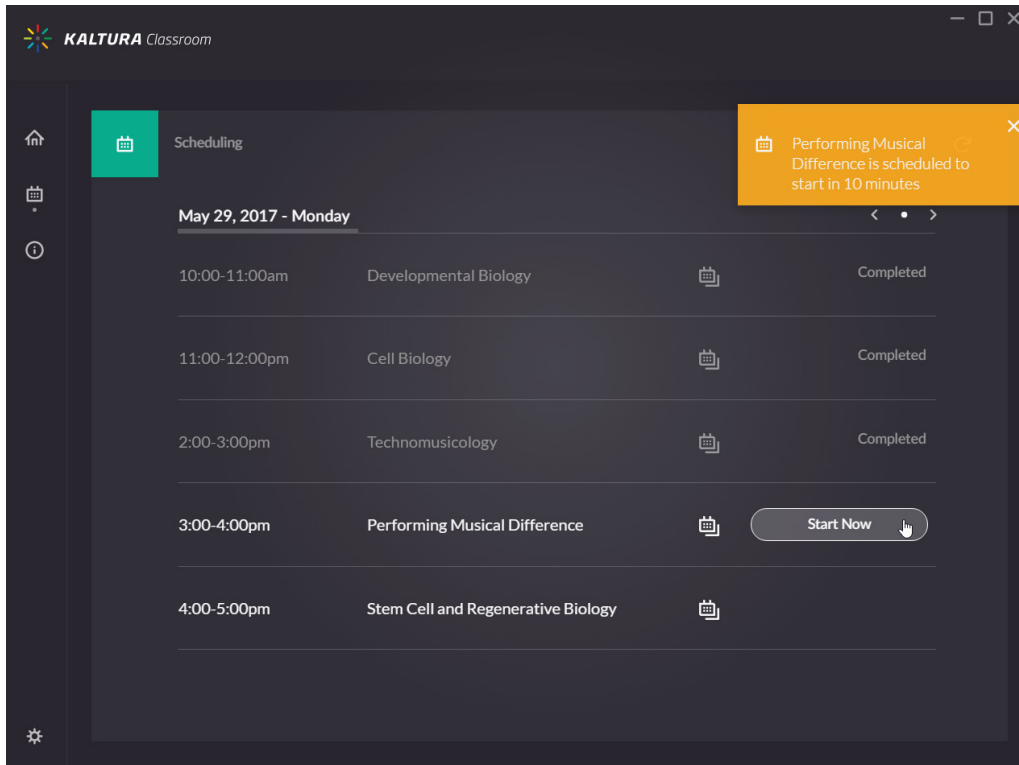 KALTURA Classroom
Scheduling
Performing Musical
Difference is scheduled to
start in 10 minutes
May 29, 2017 - Monday
10:00-11:00am Developmental Biology Completed
11:00-12:00pm Cell Biology Completed
2:00-3:00pm Technomusicology Completed
3:00-4:00pm Performing Musical Difference Start Now
4:00-5:00pm Stem Cell and Regenerative Biology